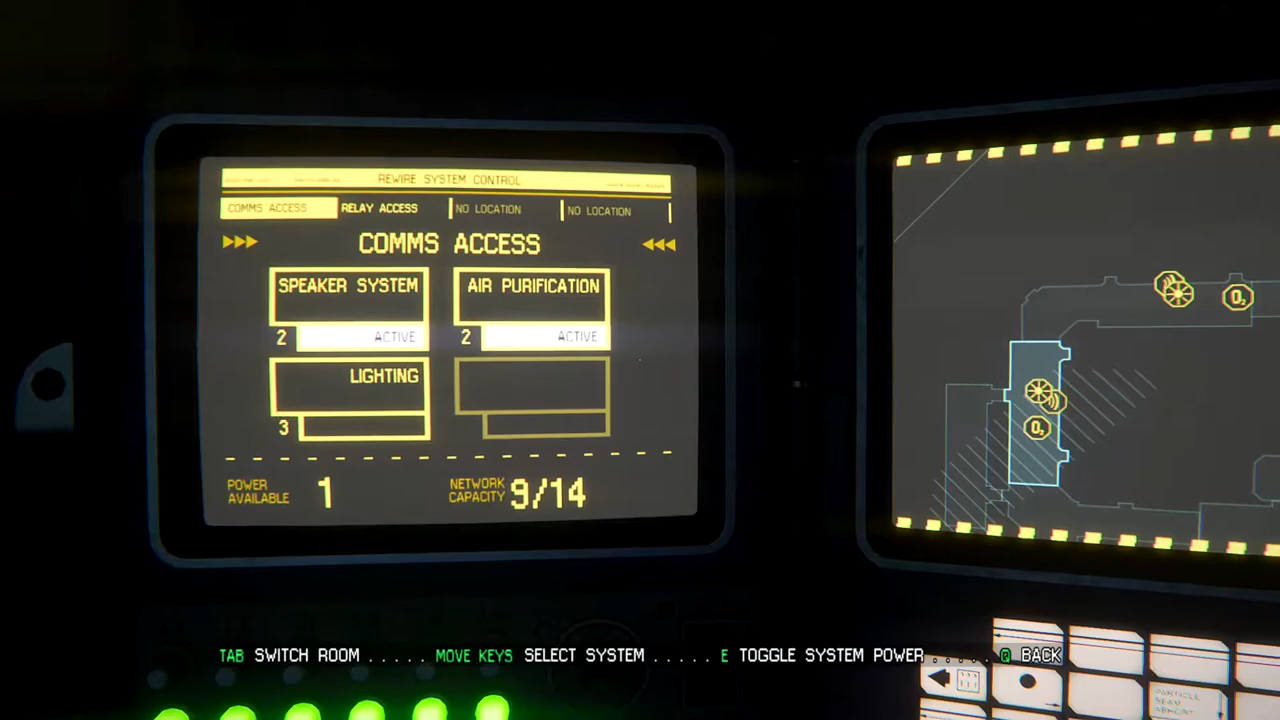 REWIRE SYSTEM CONTROL
COMMS ACCESS RELAY ACCESS NO LOCATION NO LOCATION
COMMS ACCESS
SPEAKER SYSTEM AIR PURIFICATION
2 ACTIVE 2 ACTIVE
LIGHTING
3
POWER AVAILABLE 1 NETWORK CAPACITY 9/14
O₂
O₂
TAB SWITCH ROOM ..... MOVE KEYS SELECT SYSTEM ..... E TOGGLE SYSTEM POWER ..... Q BACK
PARTICLE
BEAM